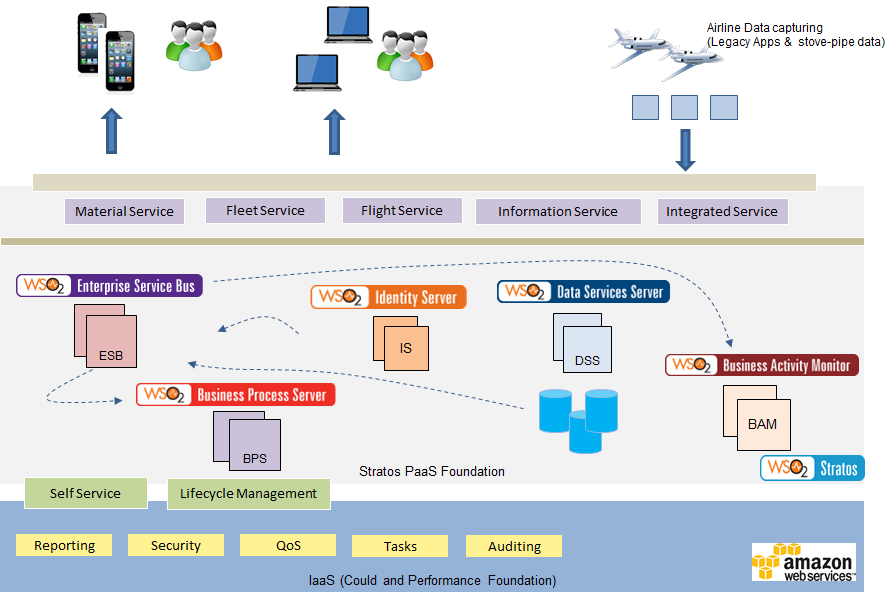 Airline Data capturing
(Legacy Apps & stove-pipe data)
Material Service
Fleet Service
Flight Service
Information Service
Integrated Service
WSO2 Enterprise Service Bus
WSO2 Identity Server
WSO2 Data Services Server
ESB
IS
DSS
WSO2 Business Activity Monitor
WSO2 Business Process Server
BAM
BPS
Stratos PaaS Foundation
WSO2 Stratos
Self Service
Lifecycle Management
Reporting
Security
QoS
Tasks
Auditing
amazon
web services™
IaaS (Could and Performance Foundation)